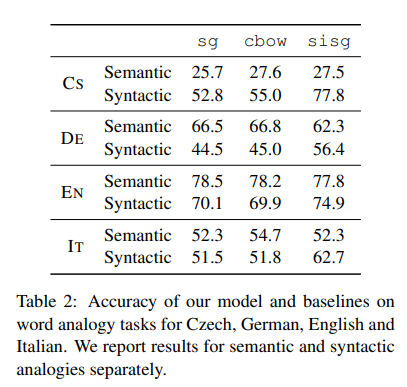 sg cbow sisg
CS Semantic 25.7 27.6 27.5
Syntactic 52.8 55.0 77.8
DE Semantic 66.5 66.8 62.3
Syntactic 44.5 45.0 56.4
EN Semantic 78.5 78.2 77.8
Syntactic 70.1 69.9 74.9
IT Semantic 52.3 54.7 52.3
Syntactic 51.5 51.8 62.7
Table 2: Accuracy of our model and baselines on
word analogy tasks for Czech, German, English and
Italian. We report results for semantic and syntactic
analogies separately.